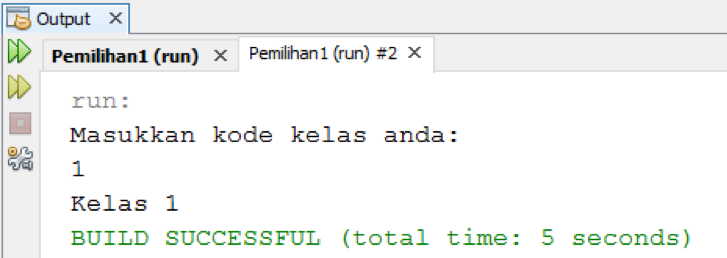 Output
Pemilihan1 (run) Pemilihan1 (run) #2
run:
Masukkan kode kelas anda:
1
Kelas 1
BUILD SUCCESSFUL (total time: 5 seconds)